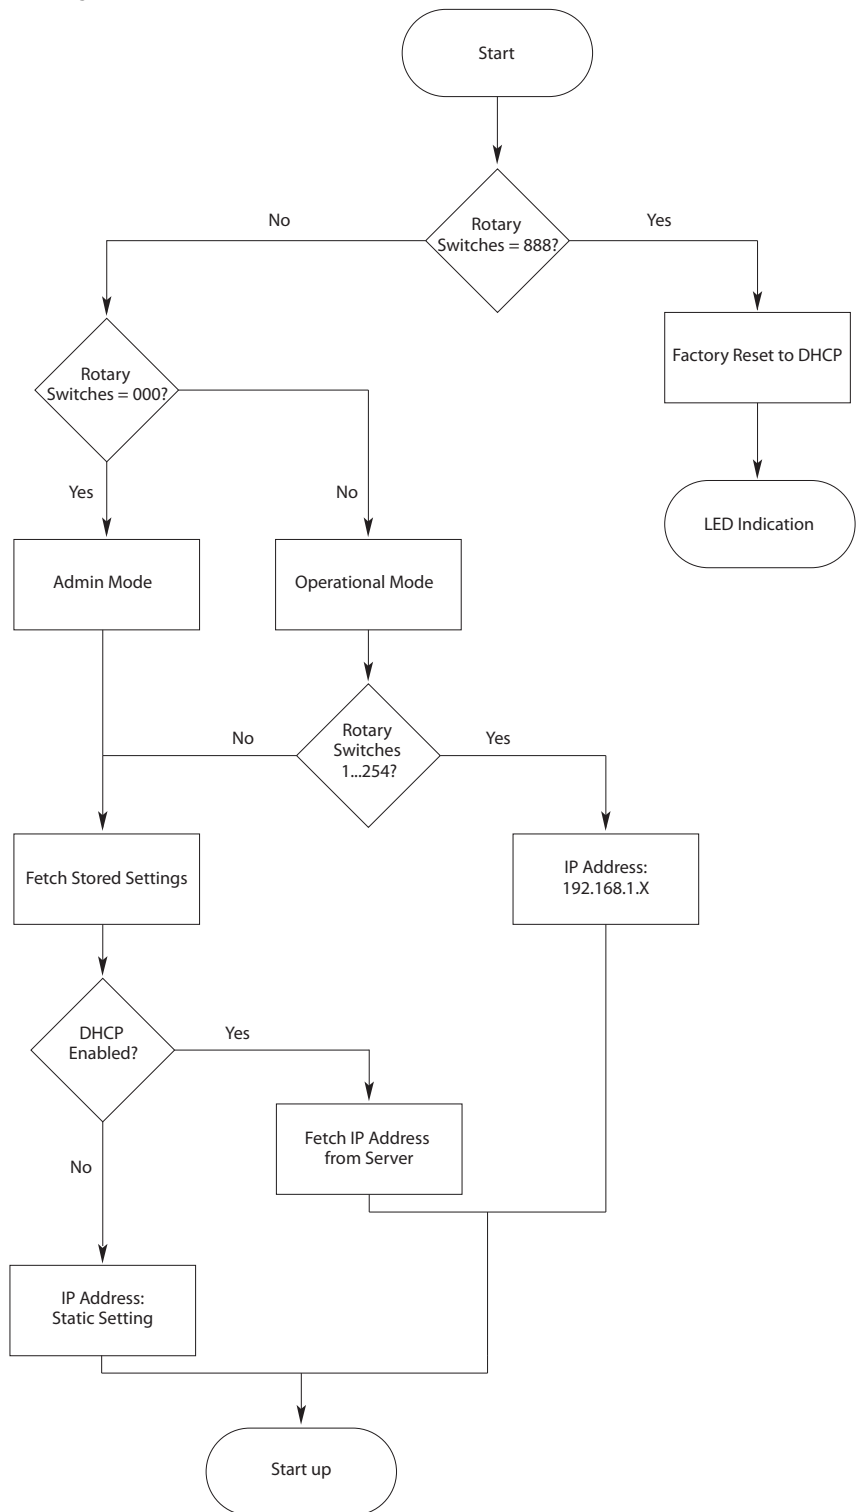 Start
Rotary
Switches = 888?
No
Yes
Factory Reset to DHCP
Rotary
Switches = 000?
LED Indication
Yes
No
Admin Mode
Operational Mode
Rotary
Switches
1...254?
No
Yes
Fetch Stored Settings
IP Address:
192.168.1.X
DHCP
Enabled?
Yes
Fetch IP Address
from Server
No
IP Address:
Static Setting
Start up